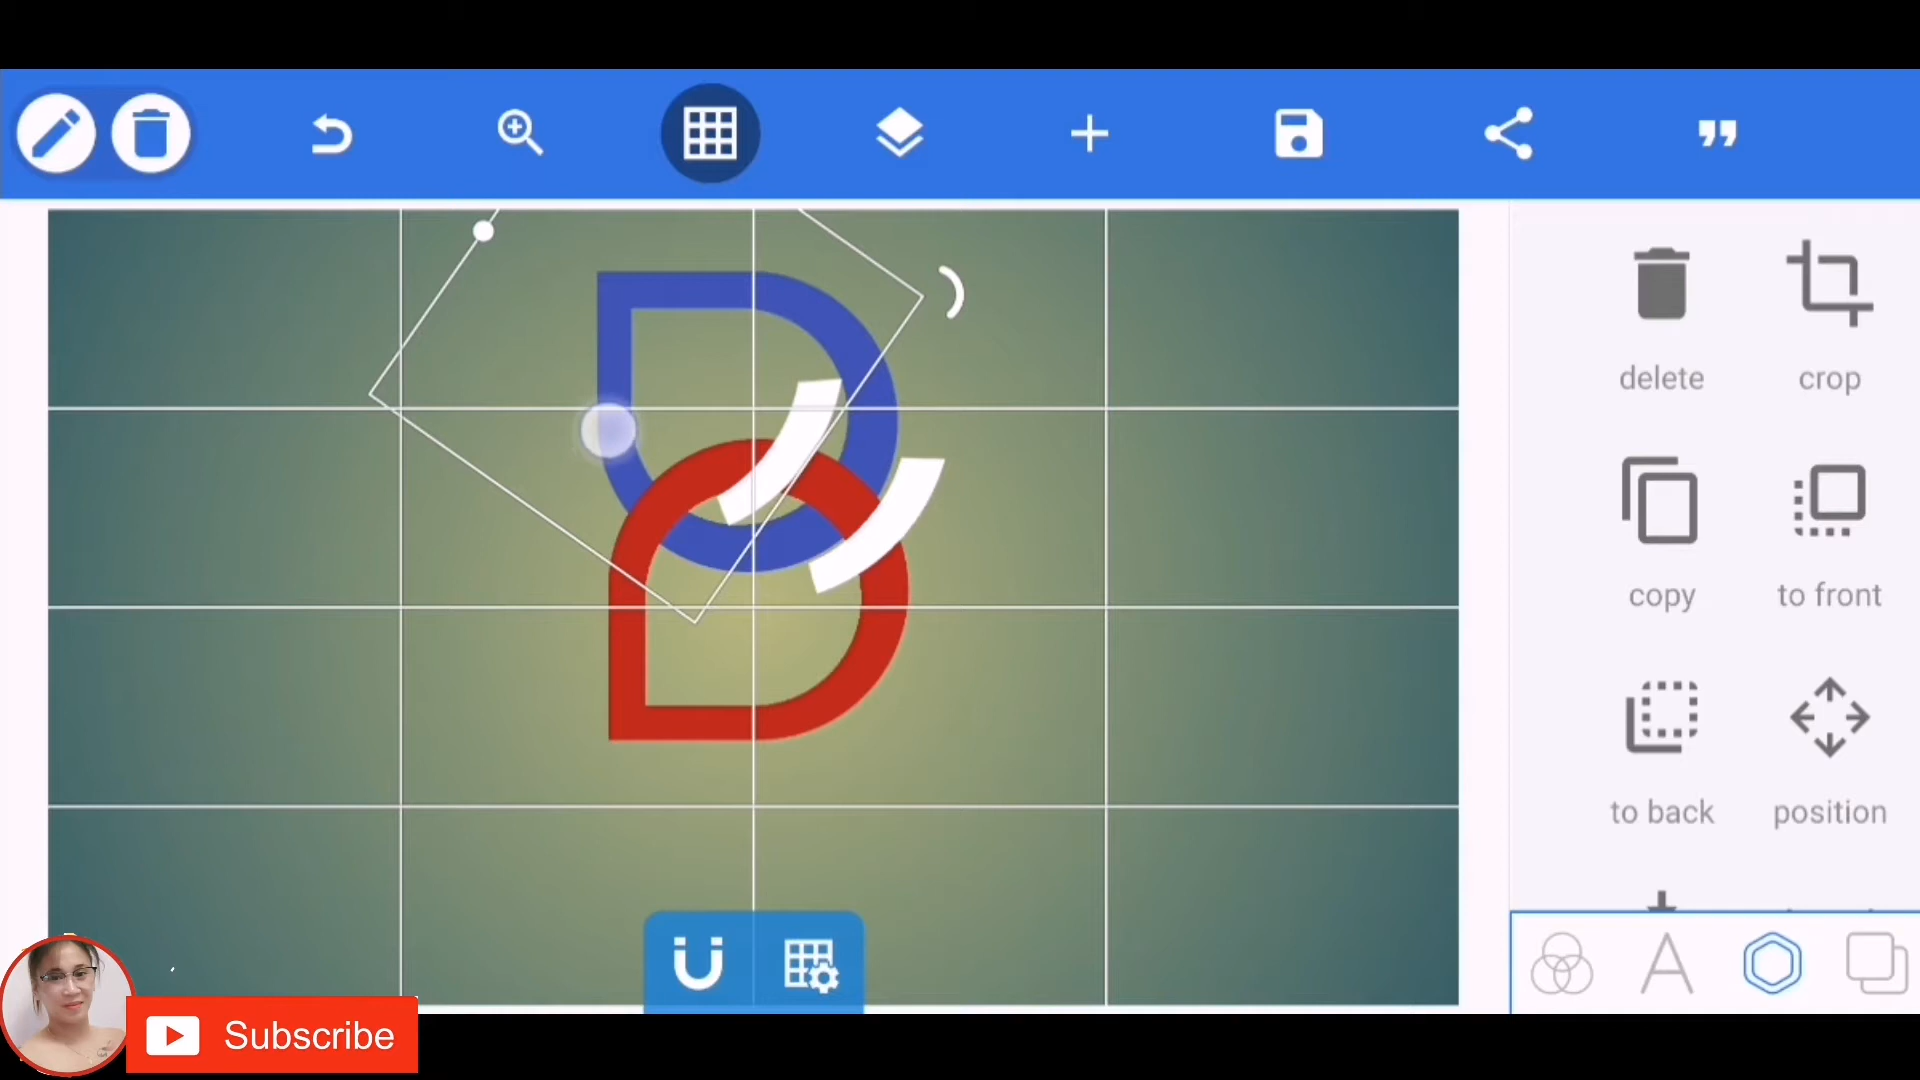 delete
crop
copy
to front
to back
position
Subscribe